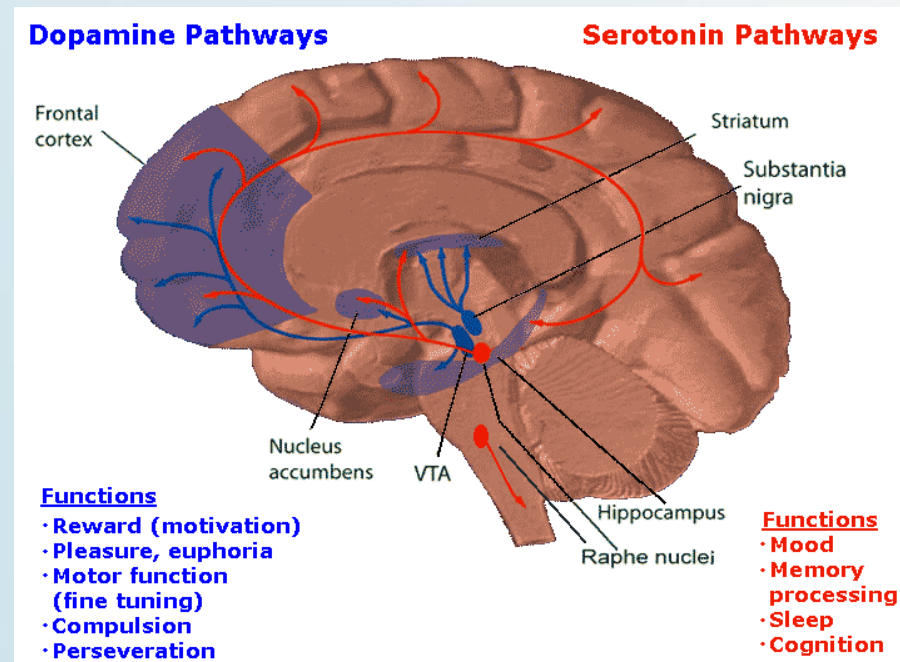 Dopamine Pathways
Serotonin Pathways
Frontal
cortex
Striatum
Substantia
nigra
Nucleus
accumbens
VTA
Hippocampus
Raphe nuclei
Functions
· Reward (motivation)
· Pleasure, euphoria
· Motor function
(fine tuning)
· Compulsion
· Perseveration
Functions
· Mood
· Memory
processing
· Sleep
· Cognition